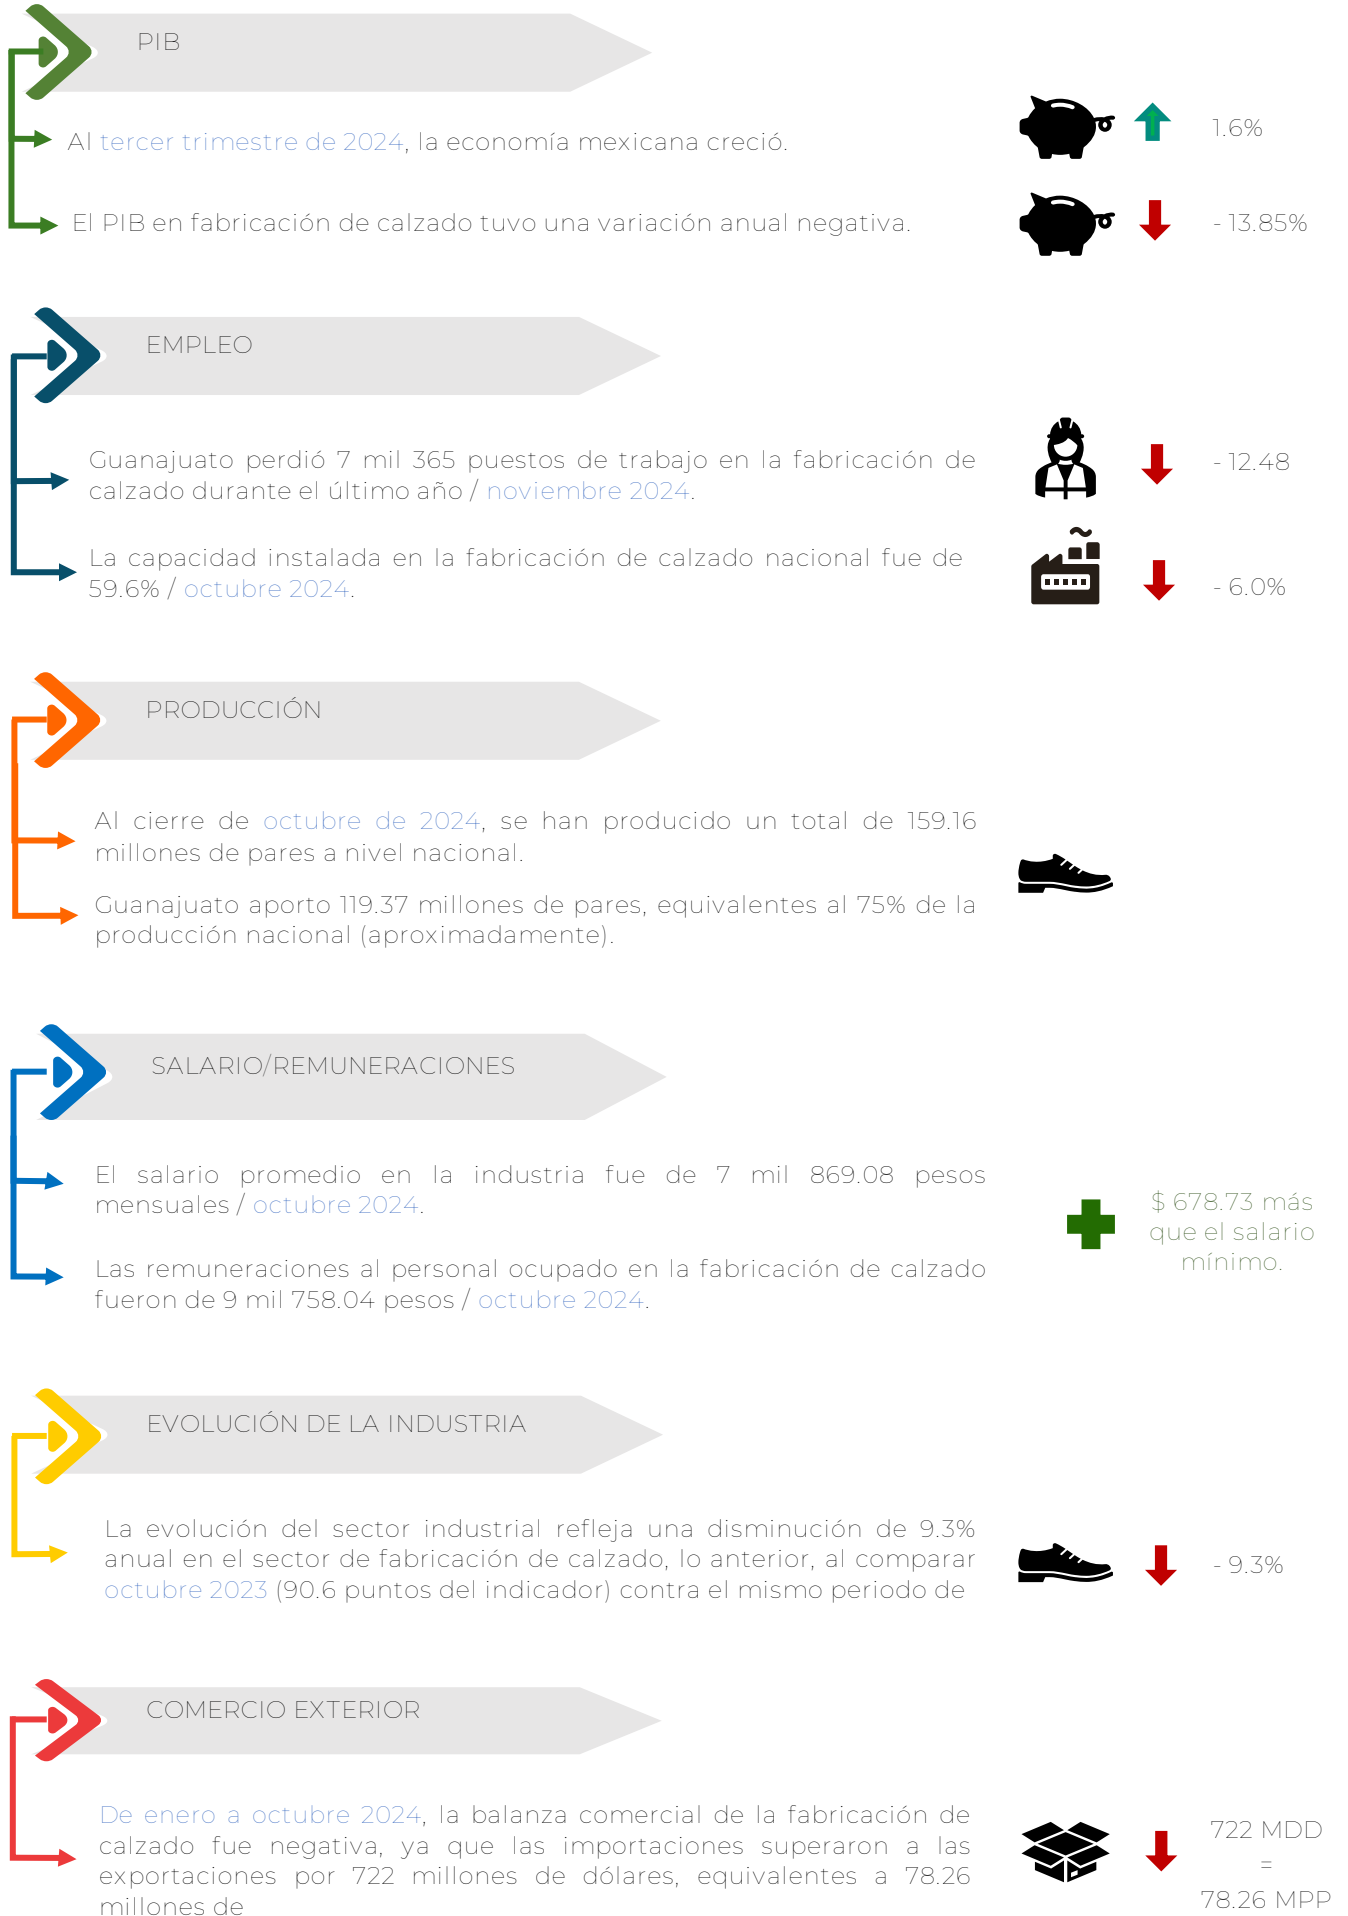 PIB
Al tercer trimestre de 2024, la economía mexicana creció.
1.6%
El PIB en fabricación de calzado tuvo una variación anual negativa.
- 13.85%
EMPLEO
Guanajuato perdió 7 mil 365 puestos de trabajo en la fabricación de
calzado durante el último año / noviembre 2024.
- 12.48
La capacidad instalada en la fabricación de calzado nacional fue de
59.6% / octubre 2024.
- 6.0%
PRODUCCIÓN
Al cierre de octubre de 2024, se han producido un total de 159.16
millones de pares a nivel nacional.
Guanajuato aporto 119.37 millones de pares, equivalentes al 75% de la
producción nacional (aproximadamente).
SALARIO/REMUNERACIONES
El salario promedio en la industria fue de 7 mil 869.08 pesos
mensuales / octubre 2024.
$ 678.73 más
que el salario
mínimo.
Las remuneraciones al personal ocupado en la fabricación de calzado
fueron de 9 mil 758.04 pesos / octubre 2024.
EVOLUCIÓN DE LA INDUSTRIA
La evolución del sector industrial refleja una disminución de 9.3%
anual en el sector de fabricación de calzado, lo anterior, al comparar
octubre 2023 (90.6 puntos del indicador) contra el mismo periodo de
- 9.3%
COMERCIO EXTERIOR
De enero a octubre 2024, la balanza comercial de la fabricación de
calzado fue negativa, ya que las importaciones superaron a las
exportaciones por 722 millones de dólares, equivalentes a 78.26
millones de
722 MDD
=
78.26 MPP